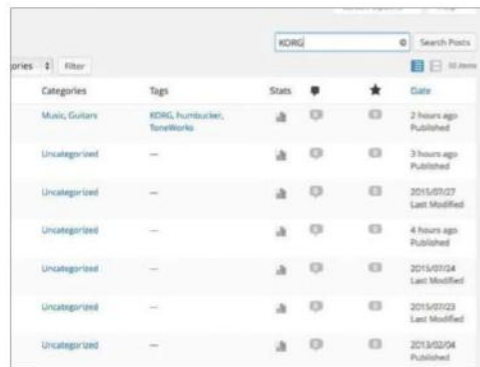 KORG Search Posts
ories Filter 10 items
Categories Tags Stats Date
Music, Guitars KORG, humbucker, 2 hours ago
ToneWorks Published
Uncategorized — 3 hours ago
Published
Uncategorized — 2015/07/27
Last Modified
Uncategorized — 4 hours ago
Published
Uncategorized — 2015/07/24
Last Modified
Uncategorized — 2015/07/23
Last Modified
Uncategorized — 2013/02/04
Published